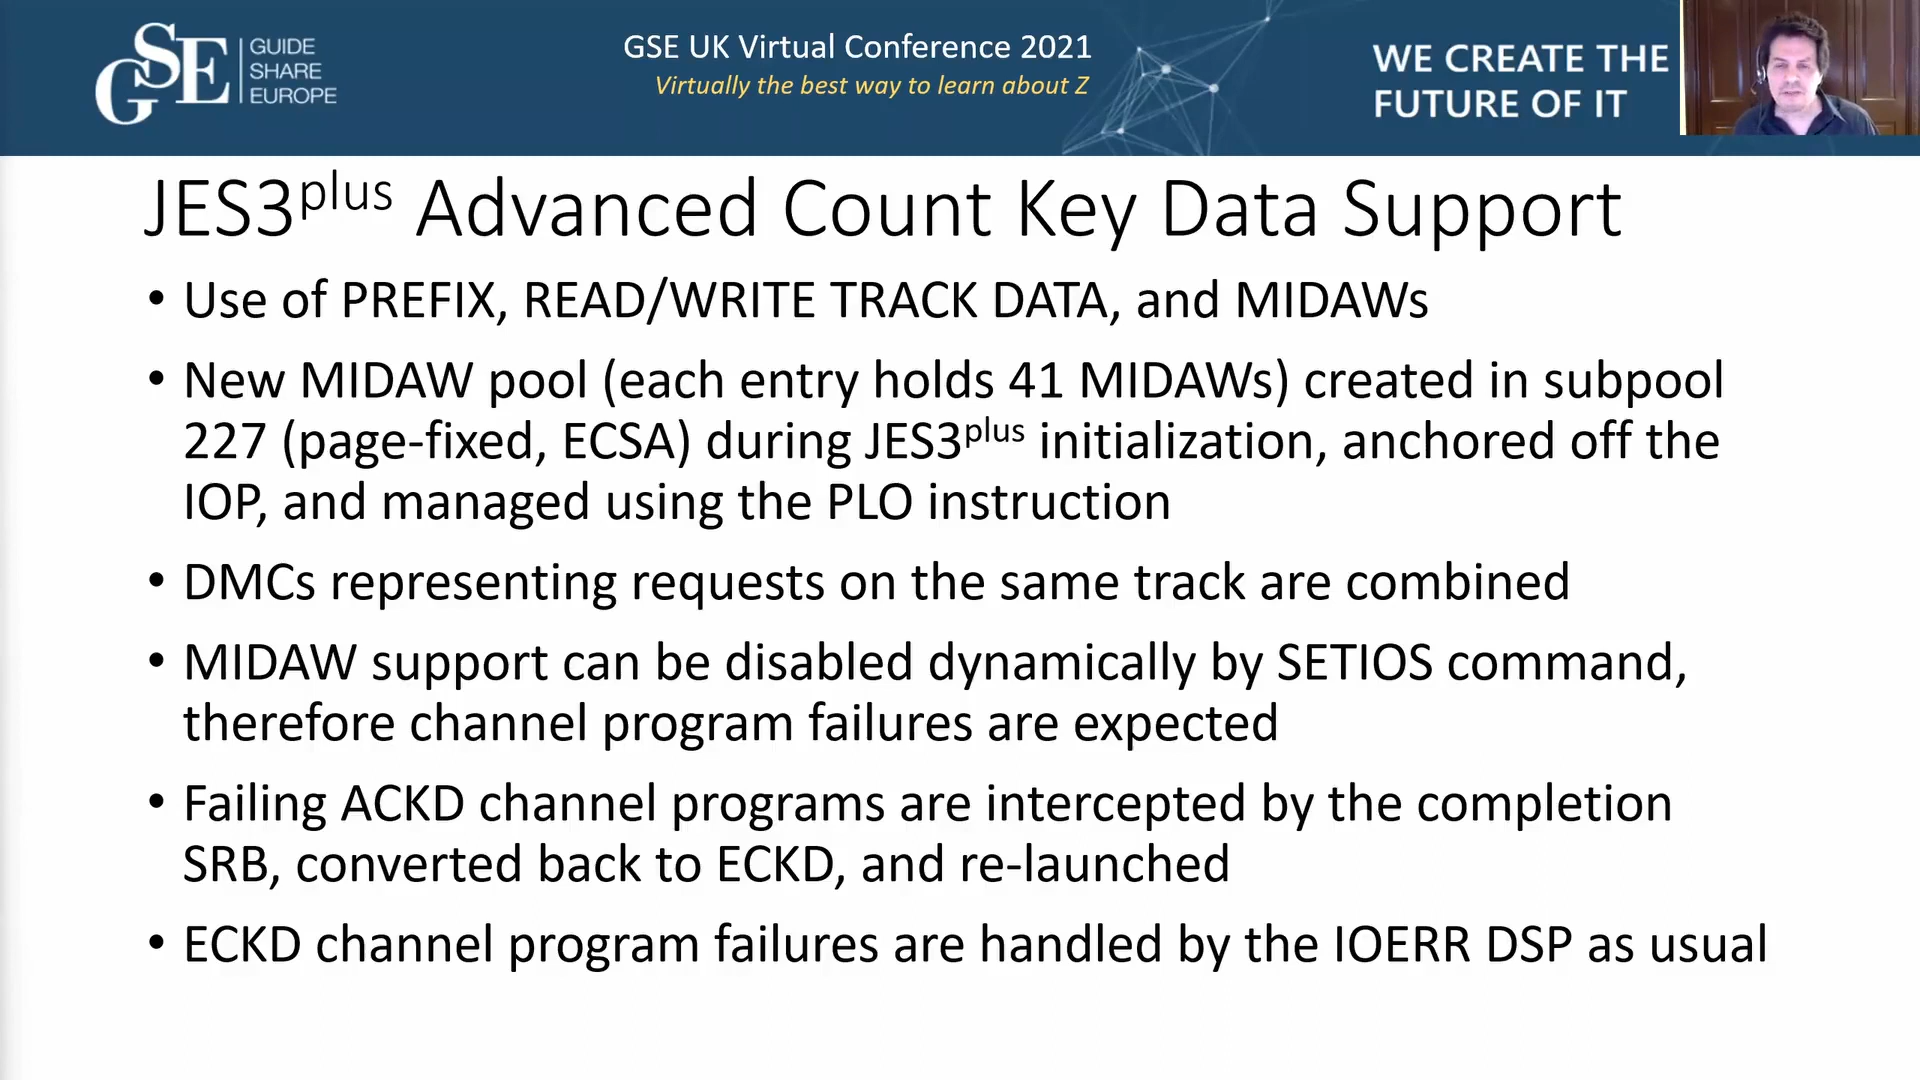 GSE
GUIDE
SHARE
EUROPE
GSE UK Virtual Conference 2021
Virtually the best way to learn about Z
WE CREATE THE
FUTURE OF IT
JES3plus Advanced Count Key Data Support
• Use of PREFIX, READ/WRITE TRACK DATA, and MIDAWs
• New MIDAW pool (each entry holds 41 MIDAWs) created in subpool
227 (page-fixed, ECSA) during JES3plus initialization, anchored off the
IOP, and managed using the PLO instruction
• DMCs representing requests on the same track are combined
• MIDAW support can be disabled dynamically by SETIOS command,
therefore channel program failures are expected
• Failing ACKD channel programs are intercepted by the completion
SRB, converted back to ECKD, and re-launched
• ECKD channel program failures are handled by the IOERR DSP as usual